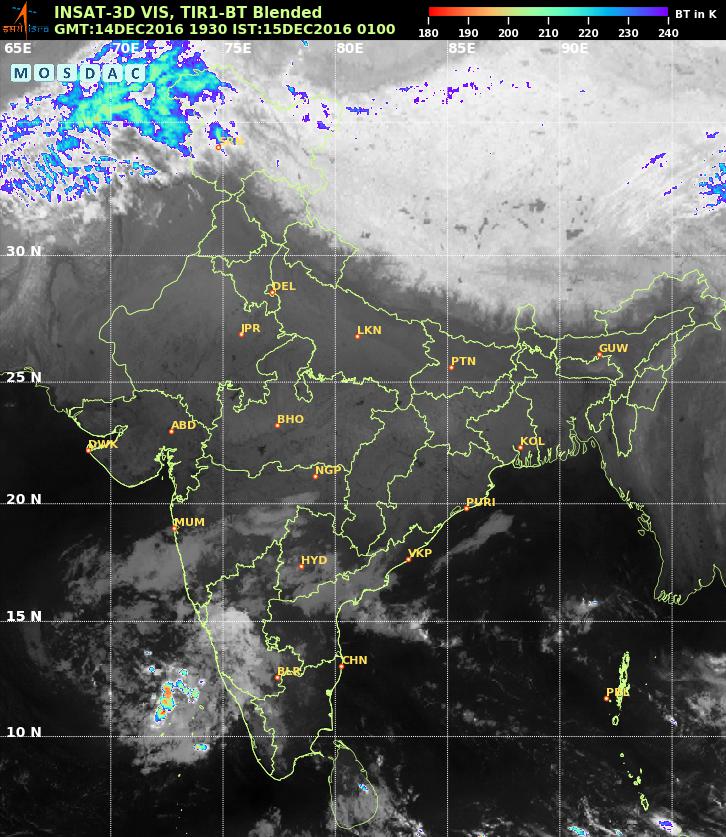 INSAT-3D VIS, TIR1-BT Blended
GMT:14DEC2016 1930 IST:15DEC2016 0100
BT in K
180 190 200 210 220 230 240
65E 70E 75E 80E 85E 90E
M O S D A C
30 N
DEL
JPR
LKN
GUW
PTN
25 N
ABD
BHO
DWK
KOL
NGP
20 N
PURI
MUM
HYD
VKP
15 N
BLR
CHN
10 N